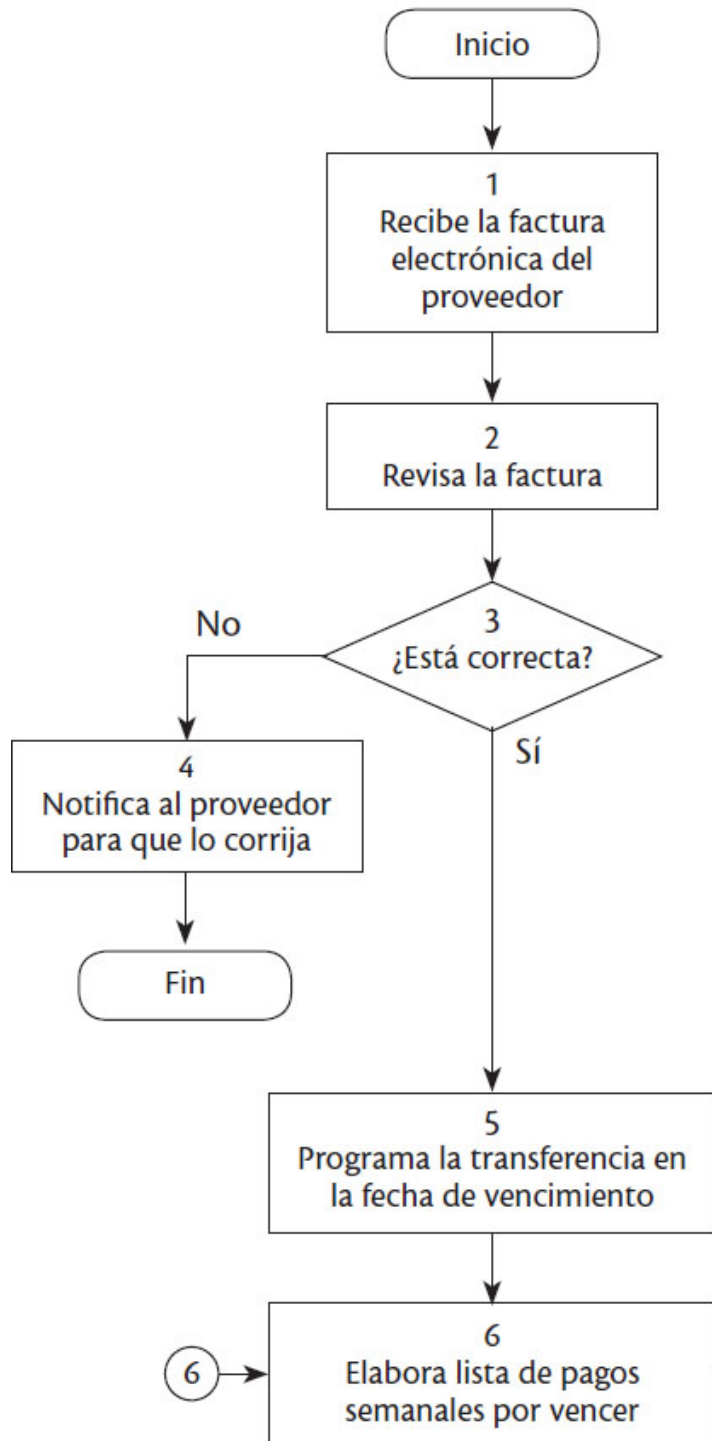 Inicio
1
Recibe la factura
electrónica del
proveedor
2
Revisa la factura
3
¿Está correcta?
No
Sí
4
Notifica al proveedor
para que lo corrija
Fin
5
Programa la transferencia en
la fecha de vencimiento
6
6
Elabora lista de pagos
semanales por vencer